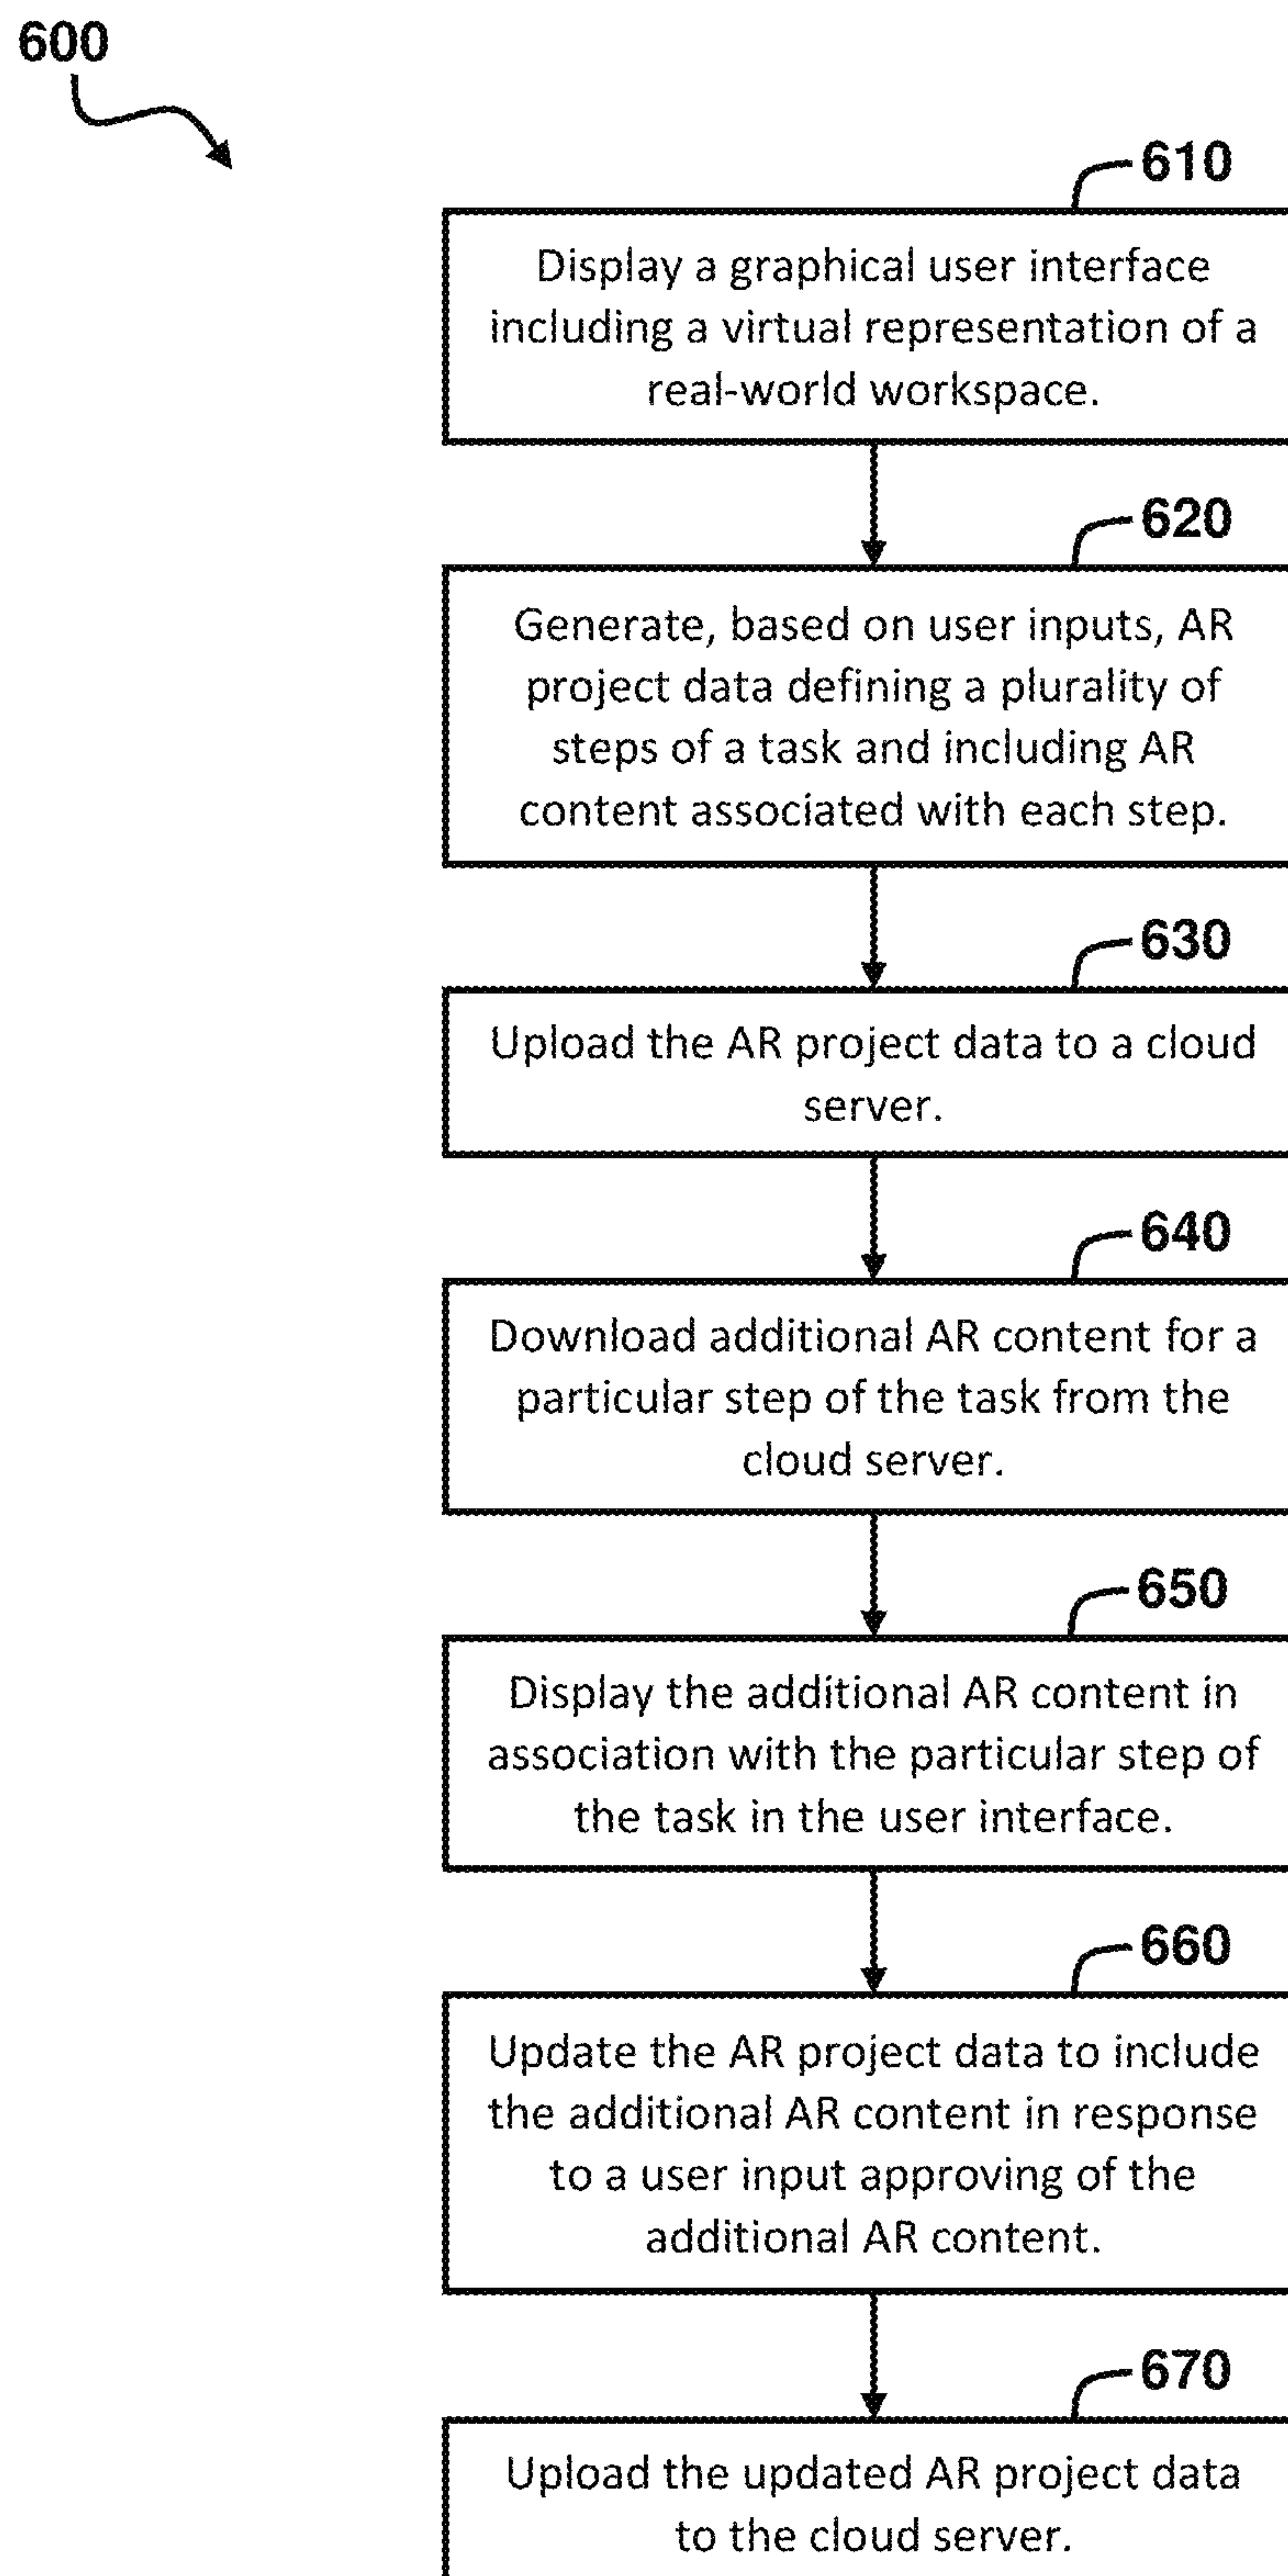 600
610
Display a graphical user interface
including a virtual representation of a
real-world workspace.
620
Generate, based on user inputs, AR
project data defining a plurality of
steps of a task and including AR
content associated with each step.
630
Upload the AR project data to a cloud
server.
640
Download additional AR content for a
particular step of the task from the
cloud server.
650
Display the additional AR content in
association with the particular step of
the task in the user interface.
660
Update the AR project data to include
the additional AR content in response
to a user input approving of the
additional AR content.
670
Upload the updated AR project data
to the cloud server.